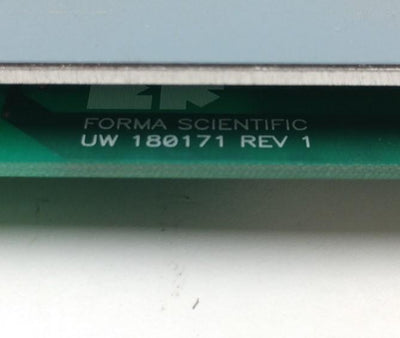 FORMA SCIENTIFIC
UW 180171 REV 1